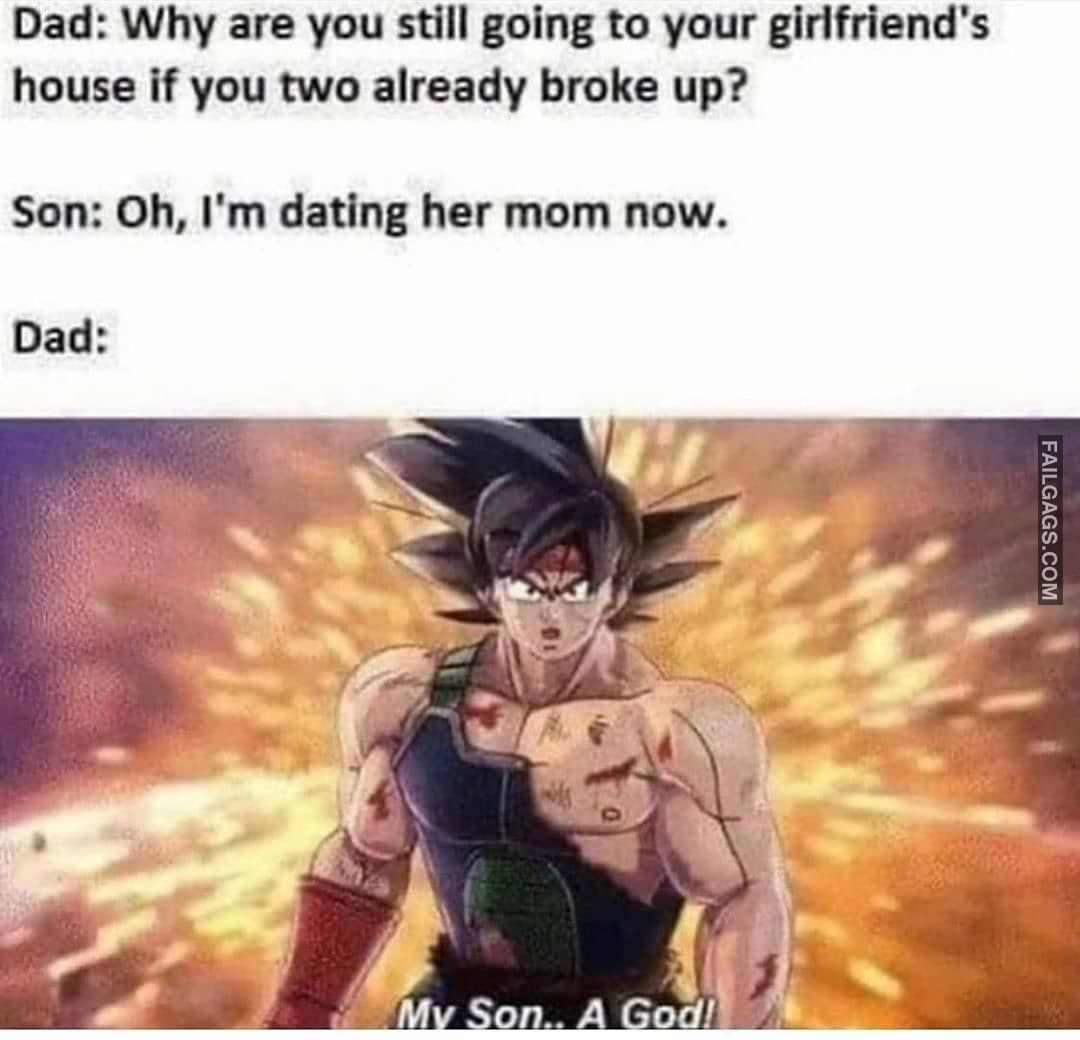 Dad: Why are you still going to your girlfriend's
house if you two already broke up?
Son: Oh, I'm dating her mom now.
Dad:
FAILGAGS.COM
My Son.. A God!